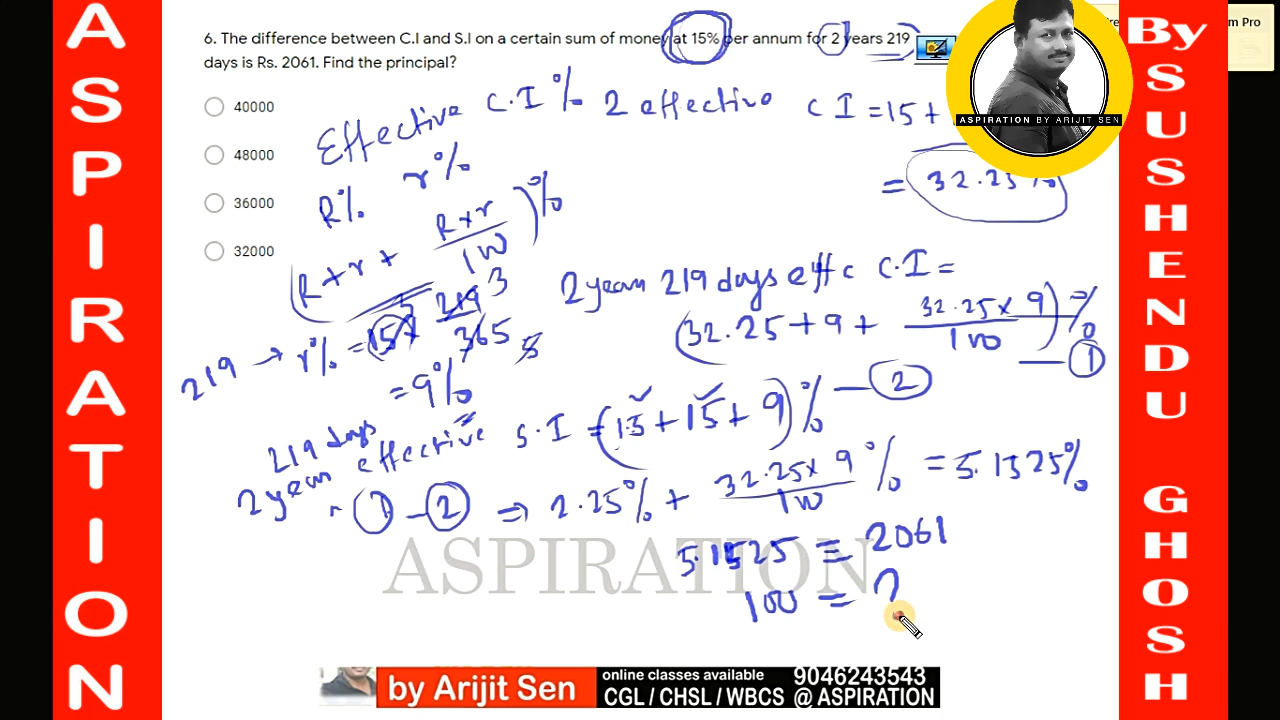 ASPIRATION
By SUSHENDU GHOSH
6. The difference between C.I and S.I on a certain sum of money at 15% per annum for 2 years 219
days is Rs. 2061. Find the principal?
40000
48000
36000
32000
m Pro
ASPIRATION BY ARIJIT SEN
Effective C.I % 2 effective C I = 15 +
R% r%
= 32.25%
(R+r+ R×r/100)%
2 year 219 days effc C.I =
(32.25+9+ 32.25×9/100)% — ①
219 → r% = 15× 219 3/365 5
= 9%
219 days
2 year effective S.I = (15+15+9)% — ②
① - ② ⇒ 2.25% + 32.25×9/100 % = 5.1525%
5.1525 = 2061
100 = ?
ASPIRATION
by Arijit Sen
online classes available 9046243543
CGL / CHSL / WBCS @ ASPIRATION